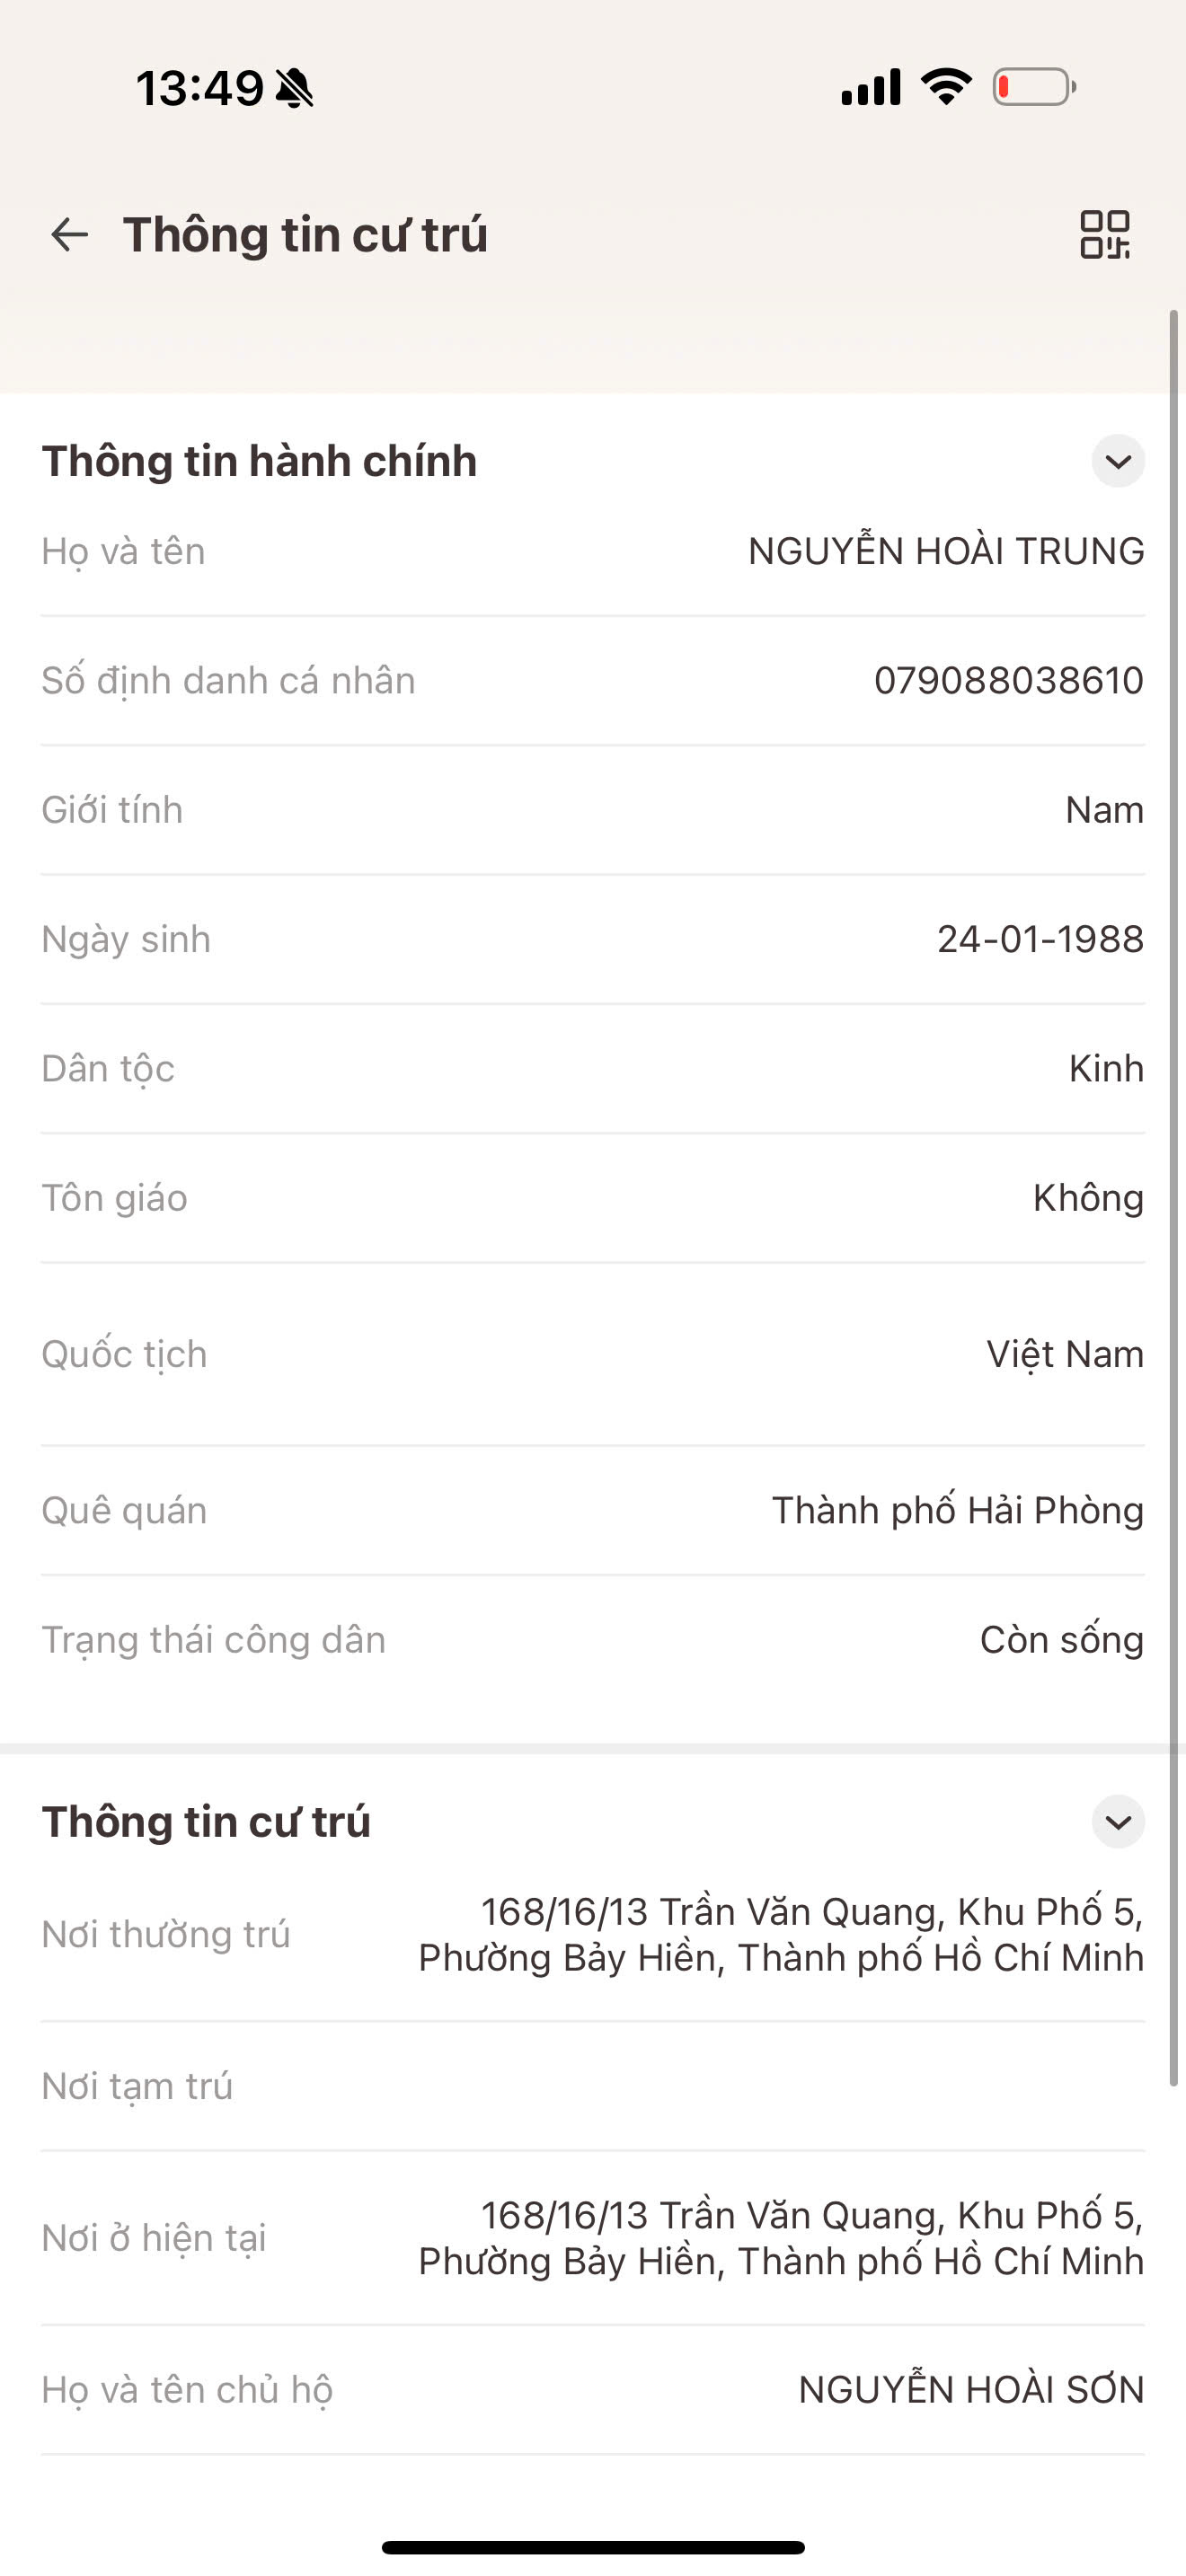 13:49
Thông tin cư trú
Thông tin hành chính
Họ và tên NGUYỄN HOÀI TRUNG
Số định danh cá nhân 079088038610
Giới tính Nam
Ngày sinh 24-01-1988
Dân tộc Kinh
Tôn giáo Không
Quốc tịch Việt Nam
Quê quán Thành phố Hải Phòng
Trạng thái công dân Còn sống
Thông tin cư trú
Nơi thường trú 168/16/13 Trần Văn Quang, Khu Phố 5,
Phường Bảy Hiền, Thành phố Hồ Chí Minh
Nơi tạm trú
Nơi ở hiện tại 168/16/13 Trần Văn Quang, Khu Phố 5,
Phường Bảy Hiền, Thành phố Hồ Chí Minh
Họ và tên chủ hộ NGUYỄN HOÀI SƠN